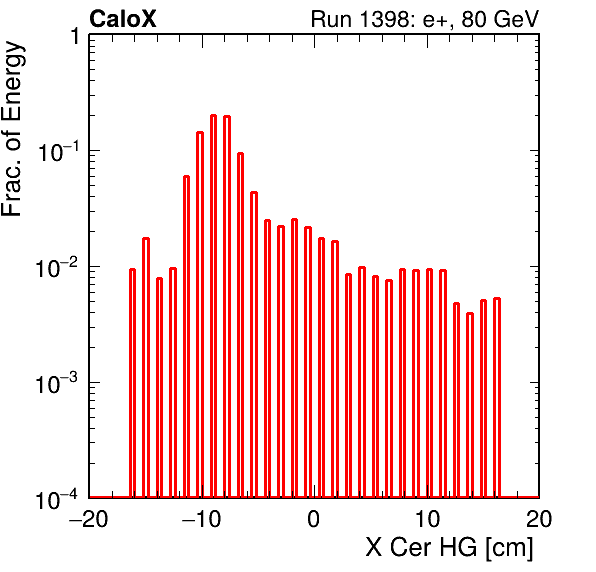 CaloX Run 1398: e+, 80 GeV
Frac. of Energy
1
10⁻¹
10⁻²
10⁻³
10⁻⁴
−20 −10 0 10 20
X Cer HG [cm]